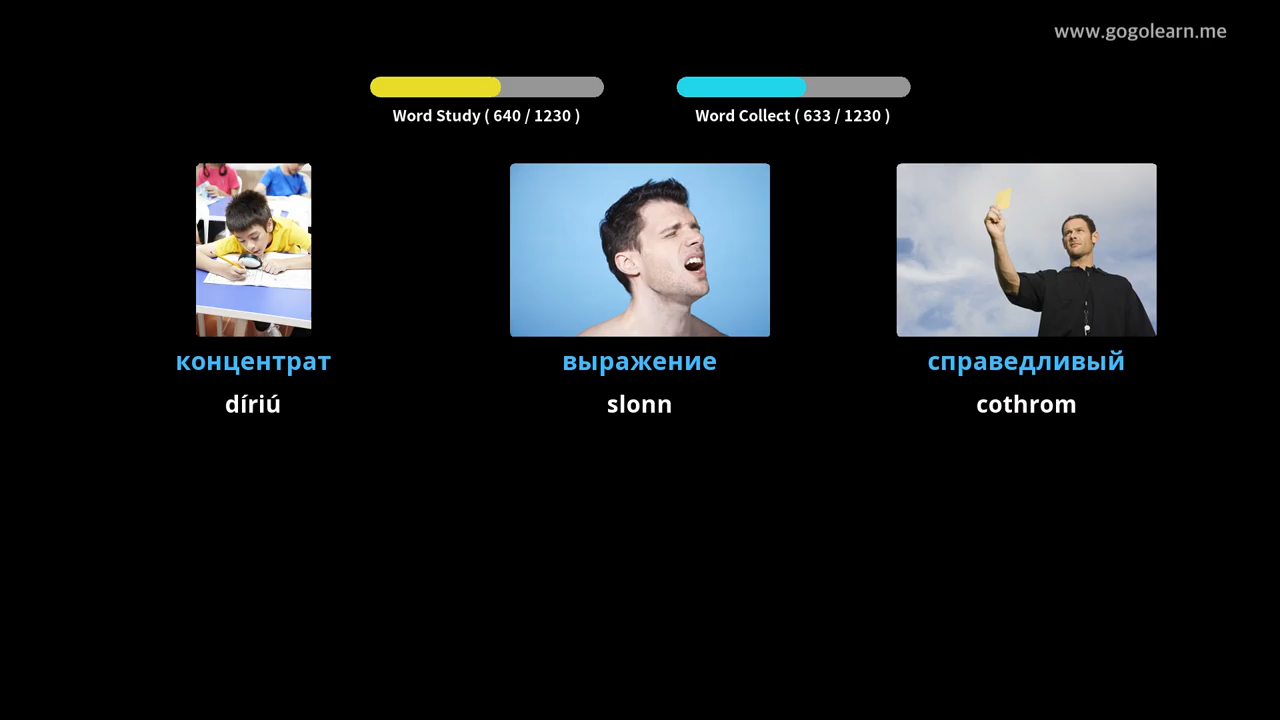 www.gogolearn.me
Word Study ( 640 / 1230 )
Word Collect ( 633 / 1230 )
концентрат
díriú
выражение
slonn
справедливый
cothrom